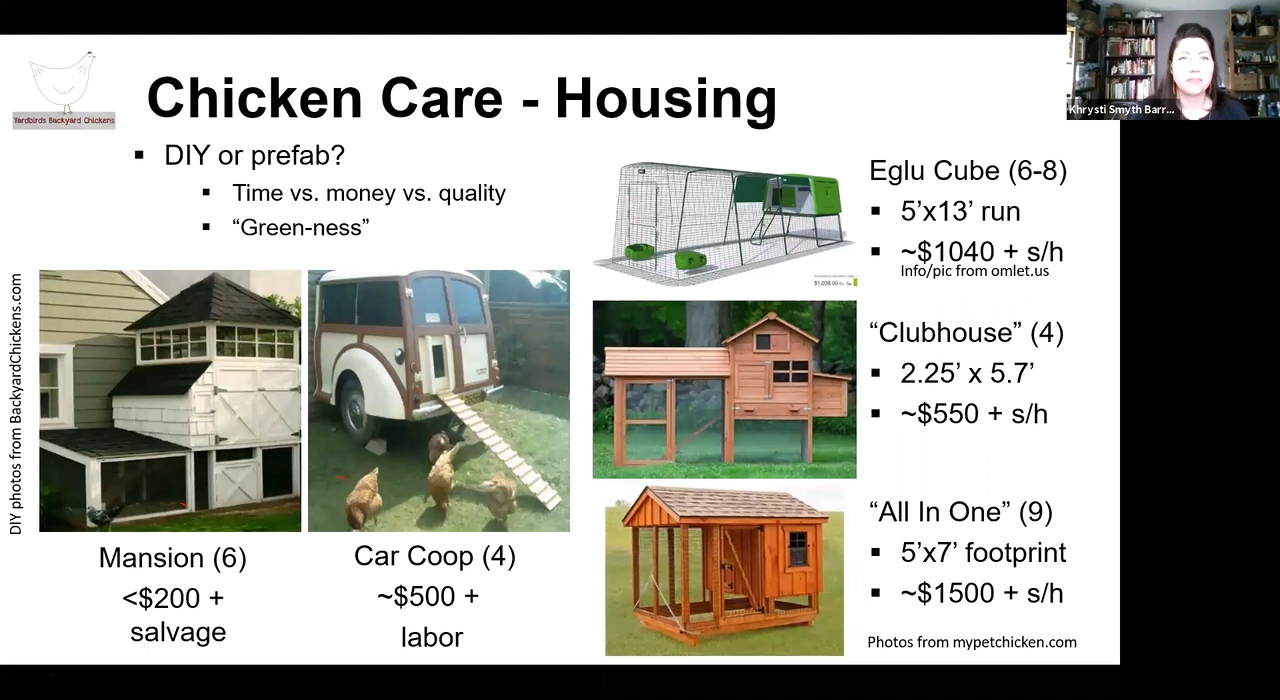 Chicken Care - Housing
Yardbirds Backyard Chickens
Khrysti Smyth Barr...
▪ DIY or prefab?
▪ Time vs. money vs. quality
▪ “Green-ness”
DIY photos from BackyardChickens.com
Mansion (6)
<$200 +
salvage
Car Coop (4)
~$500 +
labor
Eglu Cube (6-8)
▪ 5’x13’ run
▪ ~$1040 + s/h
Info/pic from omlet.us
“Clubhouse” (4)
▪ 2.25’ x 5.7’
▪ ~$550 + s/h
“All In One” (9)
▪ 5’x7’ footprint
▪ ~$1500 + s/h
Photos from mypetchicken.com